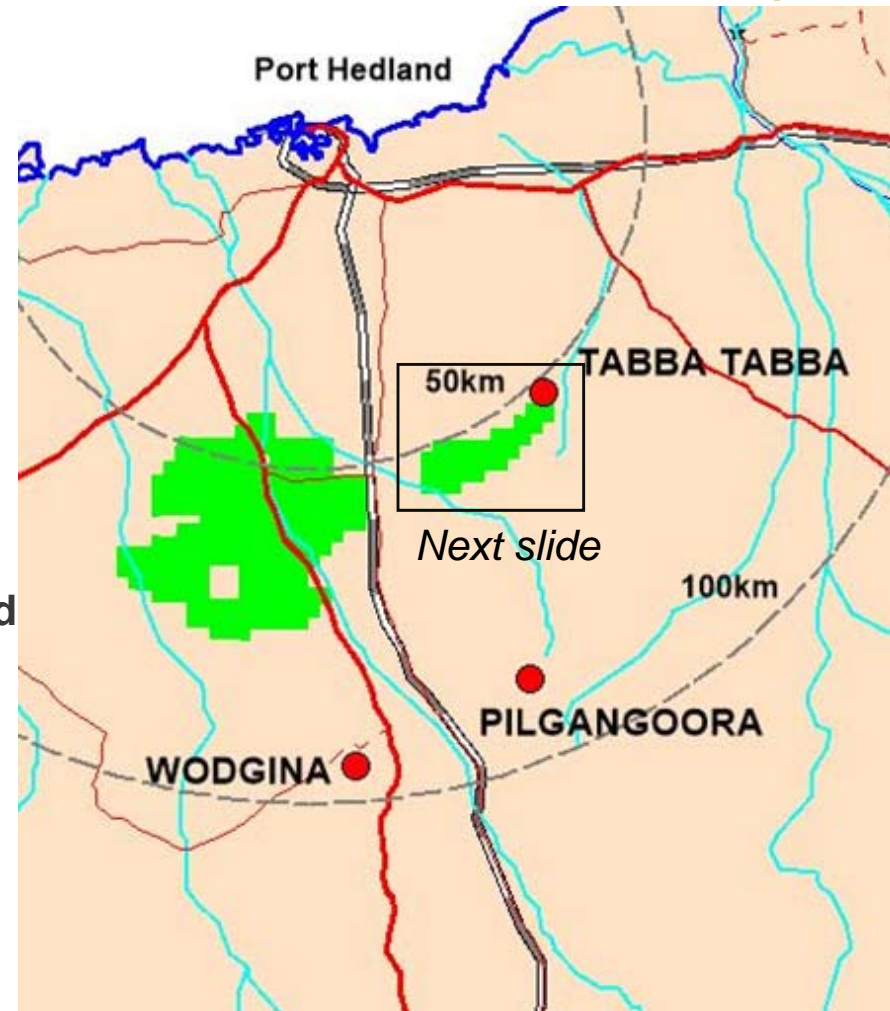 Port Hedland
TABBA TABBA
50km
Next slide
d
100km
PILGANGOORA
WODGINA